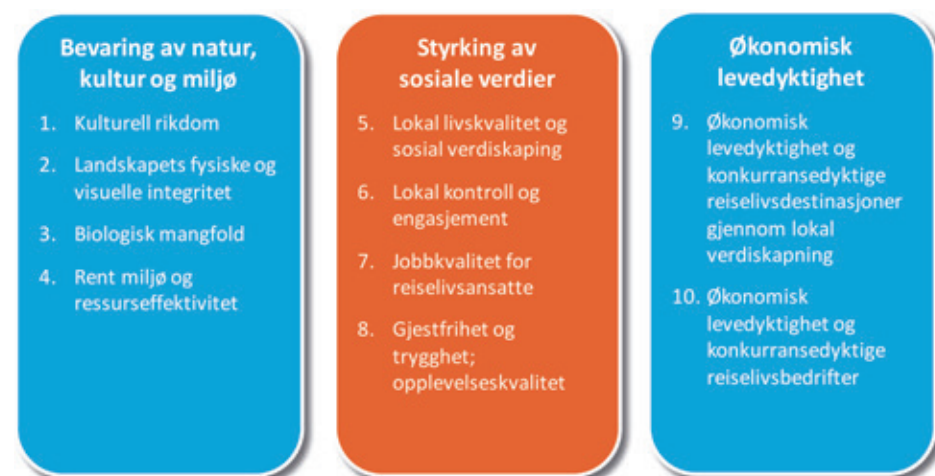 Bevaring av natur,
kultur og miljø
1. Kulturell rikdom
2. Landskapets fysiske og
visuelle integritet
3. Biologisk mangfold
4. Rent miljø og
ressurseffektivitet
Styrking av
sosiale verdier
5. Lokal livskvalitet og
sosial verdiskaping
6. Lokal kontroll og
engasjement
7. Jobbkvalitet for
reiselivsansatte
8. Gjestfrihet og
trygghet;
opplevelseskvalitet
Økonomisk
levedyktighet
9. Økonomisk
levedyktighet og
konkurransedyktige
reiselivsdestinasjoner
gjennom lokal
verdiskapning
10. Økonomisk
levedyktighet og
konkurransedyktige
reiselivsbedrifter